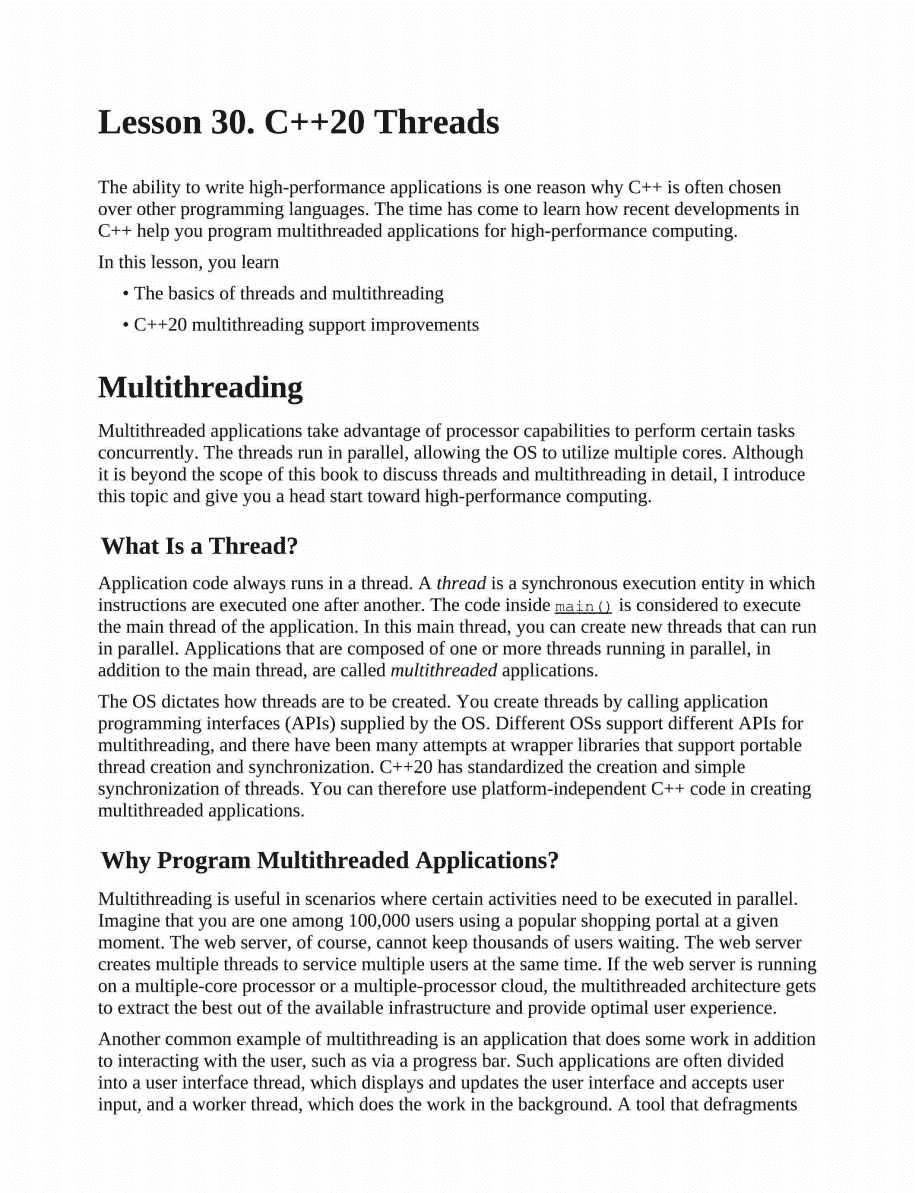 Lesson 30. C++20 Threads
The ability to write high-performance applications is one reason why C++ is often chosen
over other programming languages. The time has come to learn how recent developments in
C++ help you program multithreaded applications for high-performance computing.
In this lesson, you learn
• The basics of threads and multithreading
• C++20 multithreading support improvements
Multithreading
Multithreaded applications take advantage of processor capabilities to perform certain tasks
concurrently. The threads run in parallel, allowing the OS to utilize multiple cores. Although
it is beyond the scope of this book to discuss threads and multithreading in detail, I introduce
this topic and give you a head start toward high-performance computing.
What Is a Thread?
Application code always runs in a thread. A thread is a synchronous execution entity in which
instructions are executed one after another. The code inside main() is considered to execute
the main thread of the application. In this main thread, you can create new threads that can run
in parallel. Applications that are composed of one or more threads running in parallel, in
addition to the main thread, are called multithreaded applications.
The OS dictates how threads are to be created. You create threads by calling application
programming interfaces (APIs) supplied by the OS. Different OSs support different APIs for
multithreading, and there have been many attempts at wrapper libraries that support portable
thread creation and synchronization. C++20 has standardized the creation and simple
synchronization of threads. You can therefore use platform-independent C++ code in creating
multithreaded applications.
Why Program Multithreaded Applications?
Multithreading is useful in scenarios where certain activities need to be executed in parallel.
Imagine that you are one among 100,000 users using a popular shopping portal at a given
moment. The web server, of course, cannot keep thousands of users waiting. The web server
creates multiple threads to service multiple users at the same time. If the web server is running
on a multiple-core processor or a multiple-processor cloud, the multithreaded architecture gets
to extract the best out of the available infrastructure and provide optimal user experience.
Another common example of multithreading is an application that does some work in addition
to interacting with the user, such as via a progress bar. Such applications are often divided
into a user interface thread, which displays and updates the user interface and accepts user
input, and a worker thread, which does the work in the background. A tool that defragments